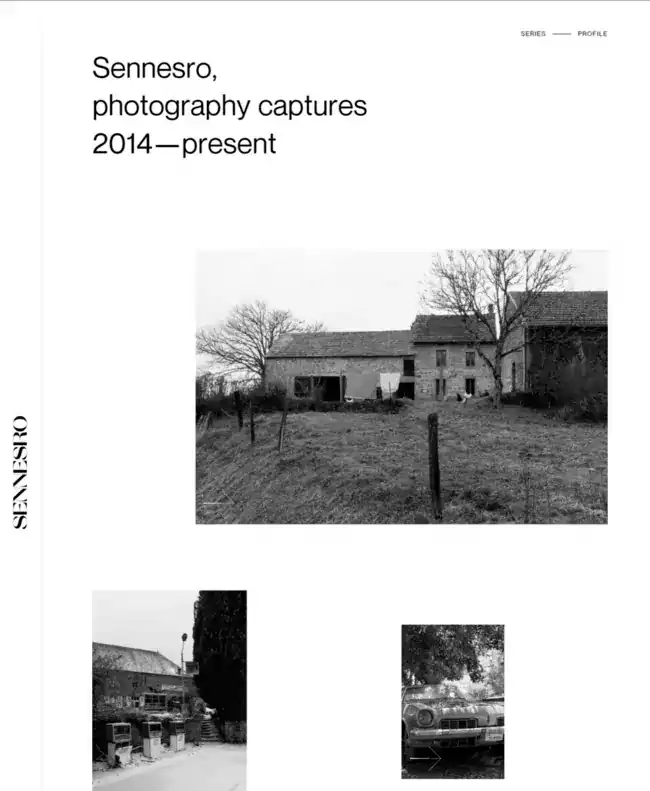 SERIES — PROFILE
Sennesro,
photography captures
2014—present
SENNESRO